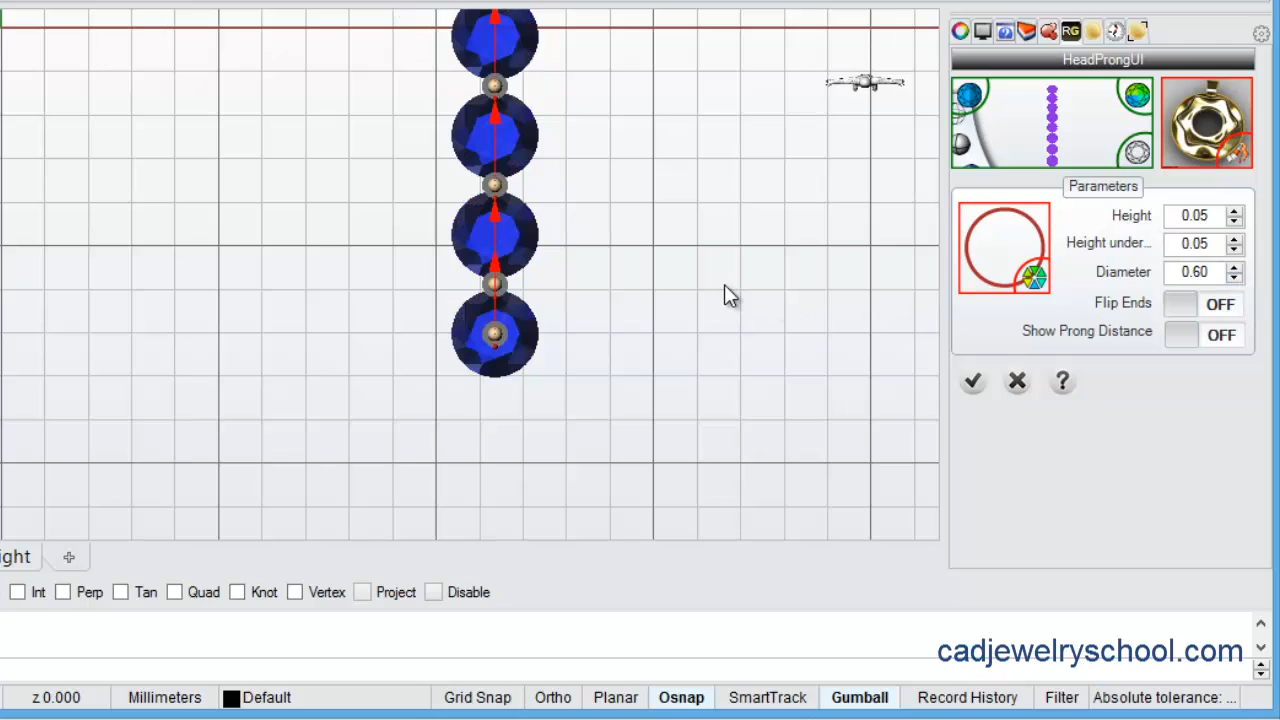 RG
HeadProngUI
Parameters
Height 0.05
Height under... 0.05
Diameter 0.60
Flip Ends OFF
Show Prong Distance OFF
?
ight +
Int Perp Tan Quad Knot Vertex Project Disable
cadjewelryschool.com
z 0.000 Millimeters Default Grid Snap Ortho Planar Osnap SmartTrack Gumball Record History Filter Absolute tolerance: ...